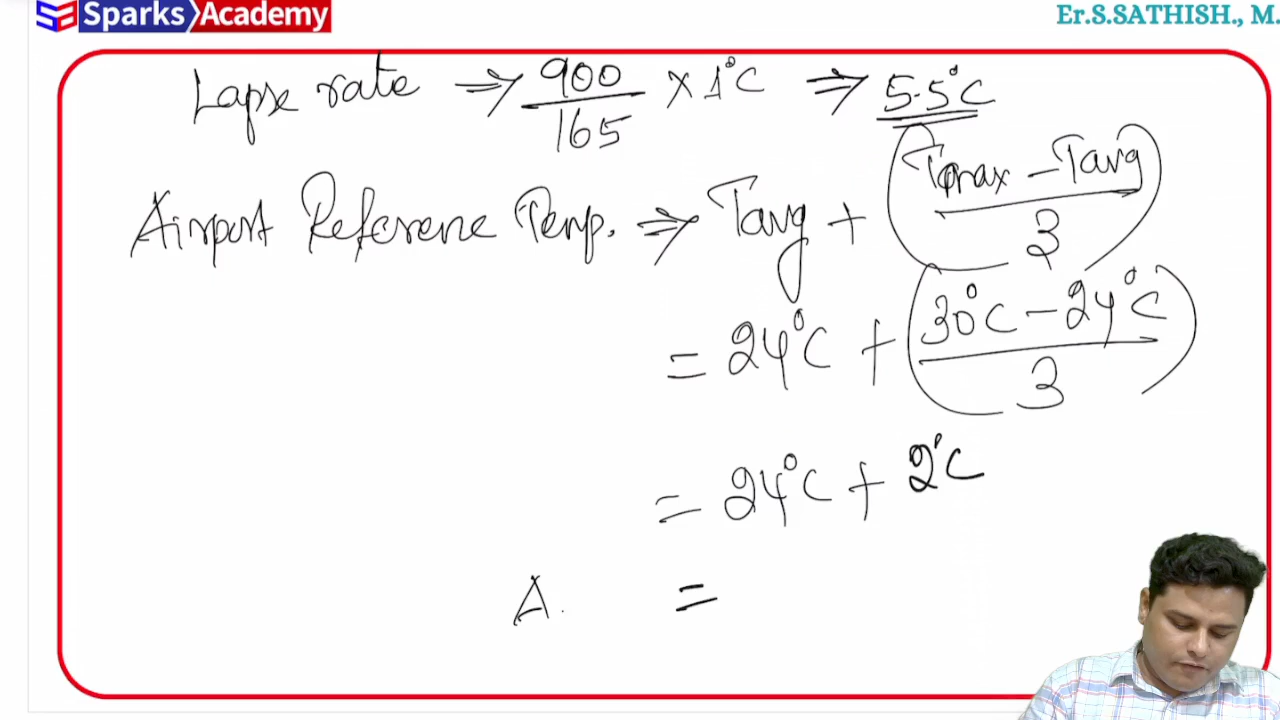 Sparks Academy
Er.S.SATHISH., M.
Lapse rate ⇒ 900/165 × 1°C ⇒ 5.5°C
Airport Reference Temp. ⇒ Tavg + (Tmax - Tavg / 3)
= 24°C + (30°C - 24°C / 3)
= 24°C + 2°C
A. =